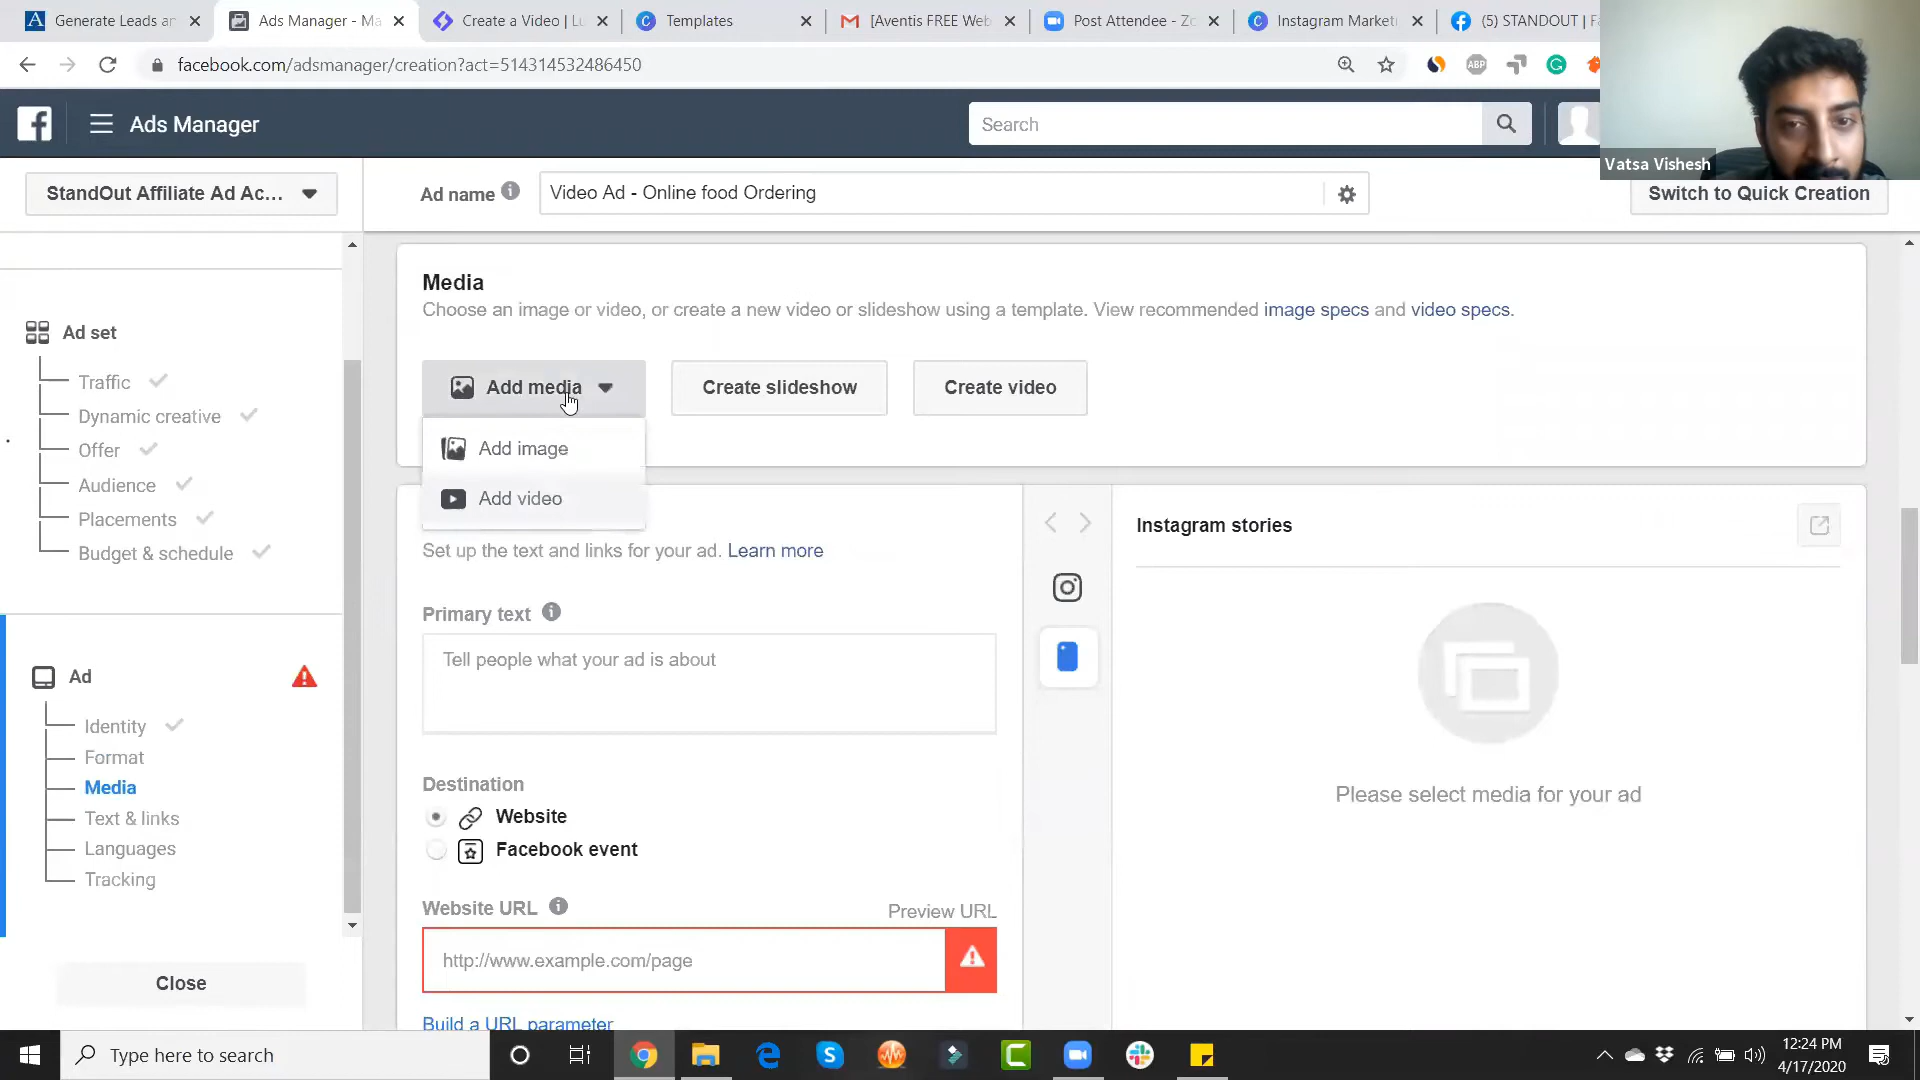 Generate Leads an
Ads Manager - Ma
Create a Video | Lu
Templates
[Aventis FREE Web
Post Attendee - Zo
Instagram Marketi
(5) STANDOUT | Fa
facebook.com/adsmanager/creation?act=514314532486450
ABP
Ads Manager
Search
Vatsa Vishesh
StandOut Affiliate Ad Ac...
Ad name
Video Ad - Online food Ordering
Switch to Quick Creation
Media
Choose an image or video, or create a new video or slideshow using a template. View recommended image specs and video specs.
Add media
Create slideshow
Create video
Add image
Add video
Ad set
Traffic
Dynamic creative
Offer
Audience
Placements
Budget & schedule
Set up the text and links for your ad. Learn more
Instagram stories
Primary text
Tell people what your ad is about
Ad
Identity
Format
Media
Text & links
Languages
Tracking
Destination
Website
Facebook event
Please select media for your ad
Website URL
Preview URL
http://www.example.com/page
Build a URL parameter
Close
Type here to search
12:24 PM
4/17/2020